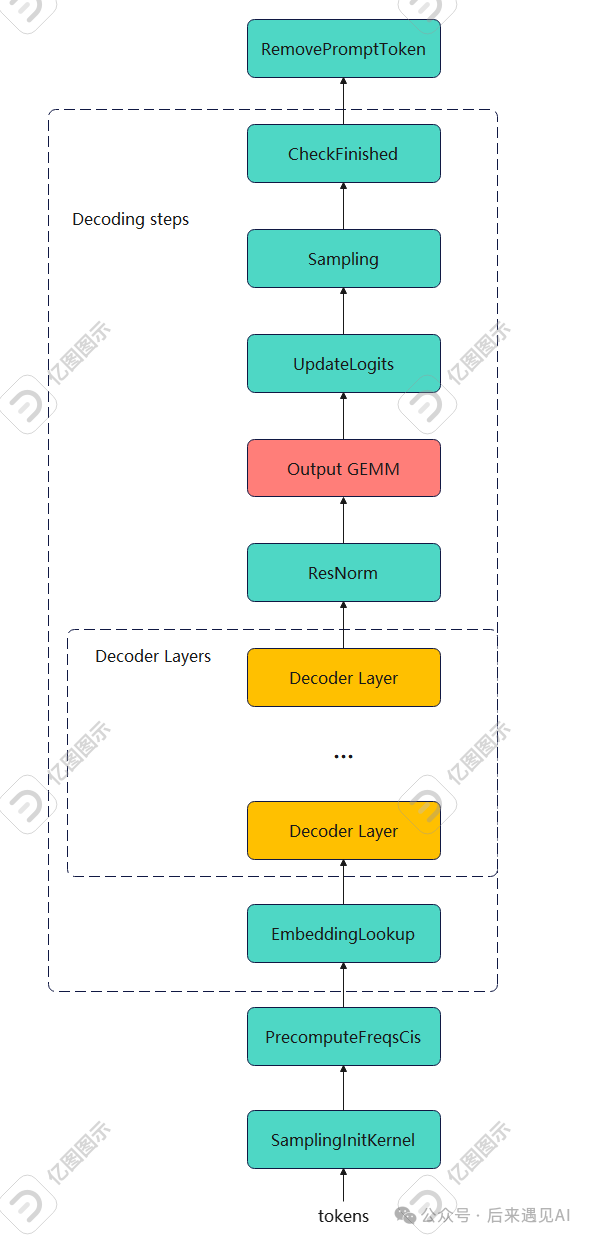 RemovePromptToken
CheckFinished
Decoding steps
Sampling
亿图图示
亿图图示
UpdateLogits
Output GEMM
ResNorm
Decoder Layers
Decoder Layer
...
亿图图示
亿图图示
Decoder Layer
EmbeddingLookup
PrecomputeFreqsCis
SamplingInitKernel
亿图图示
亿图图示
tokens
公众号 · 后来遇见AI